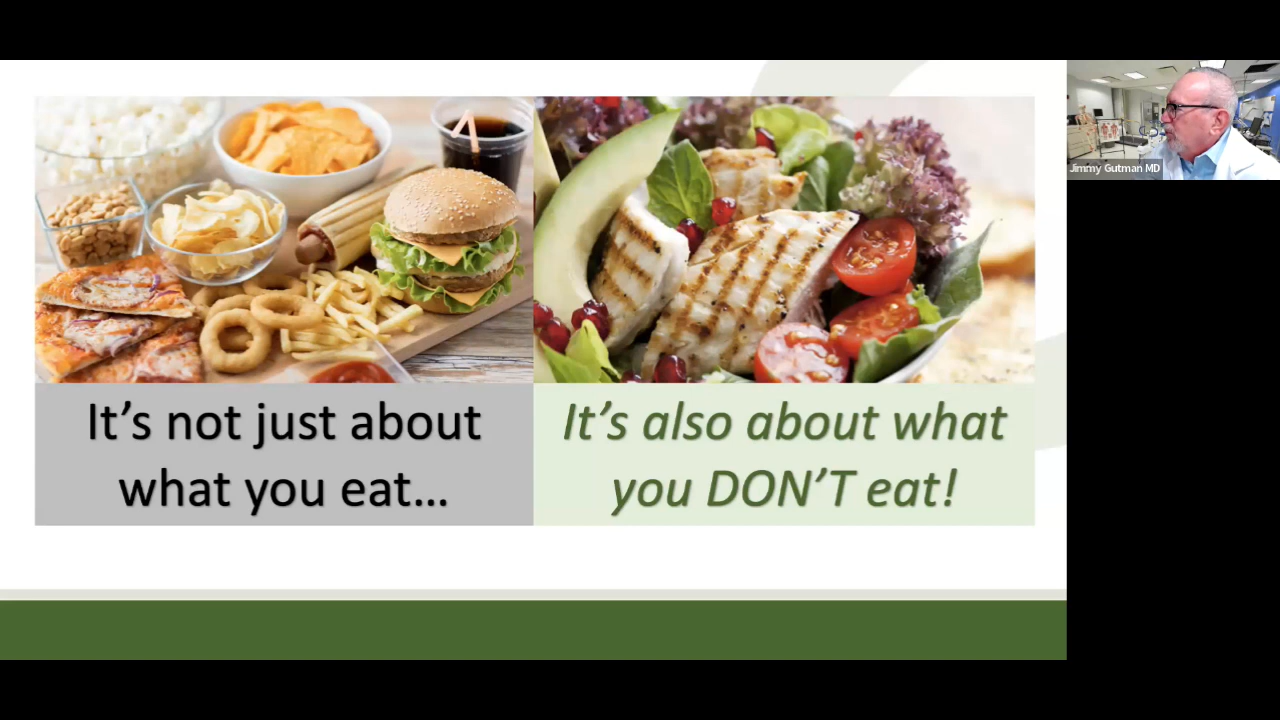 Jimmy Gutman MD
It's not just about
what you eat...
It's also about what
you DON'T eat!